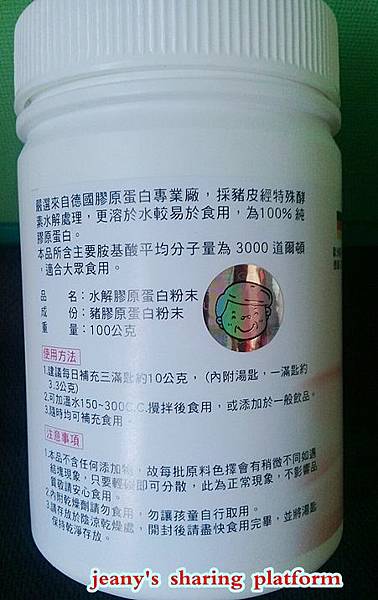 嚴選來自德國膠原蛋白專業廠，採豬皮經特殊酵
素水解處理，更溶於水較易於食用，為100% 純
膠原蛋白。
本品所含主要胺基酸平均分子量為 3000 道爾頓
，適合大眾食用。
品　　名：水解膠原蛋白粉末
成　　份：豬膠原蛋白粉末
重　　量：100公克
使用方法
1.建議每日補充三滿匙約10公克，（內附湯匙，一滿匙約
3.3公克）
2.可加溫水150~300C.C.攪拌後食用，或添加於一般飲品。
3.隨時均可補充食用。
注意事項
1.本品不含任何添加物，故每批原料色擇會有稍微不同如遇
結塊現象，只要輕敲即可分散，此為正常現象，不影響品
質敬請安心食用。
2.內附乾燥劑請勿食用，勿讓孩童自行取用。
3.請存放於陰涼乾燥處，開封後請盡快食用完畢，並將湯匙
保持乾淨存放。
jeany's sharing platform